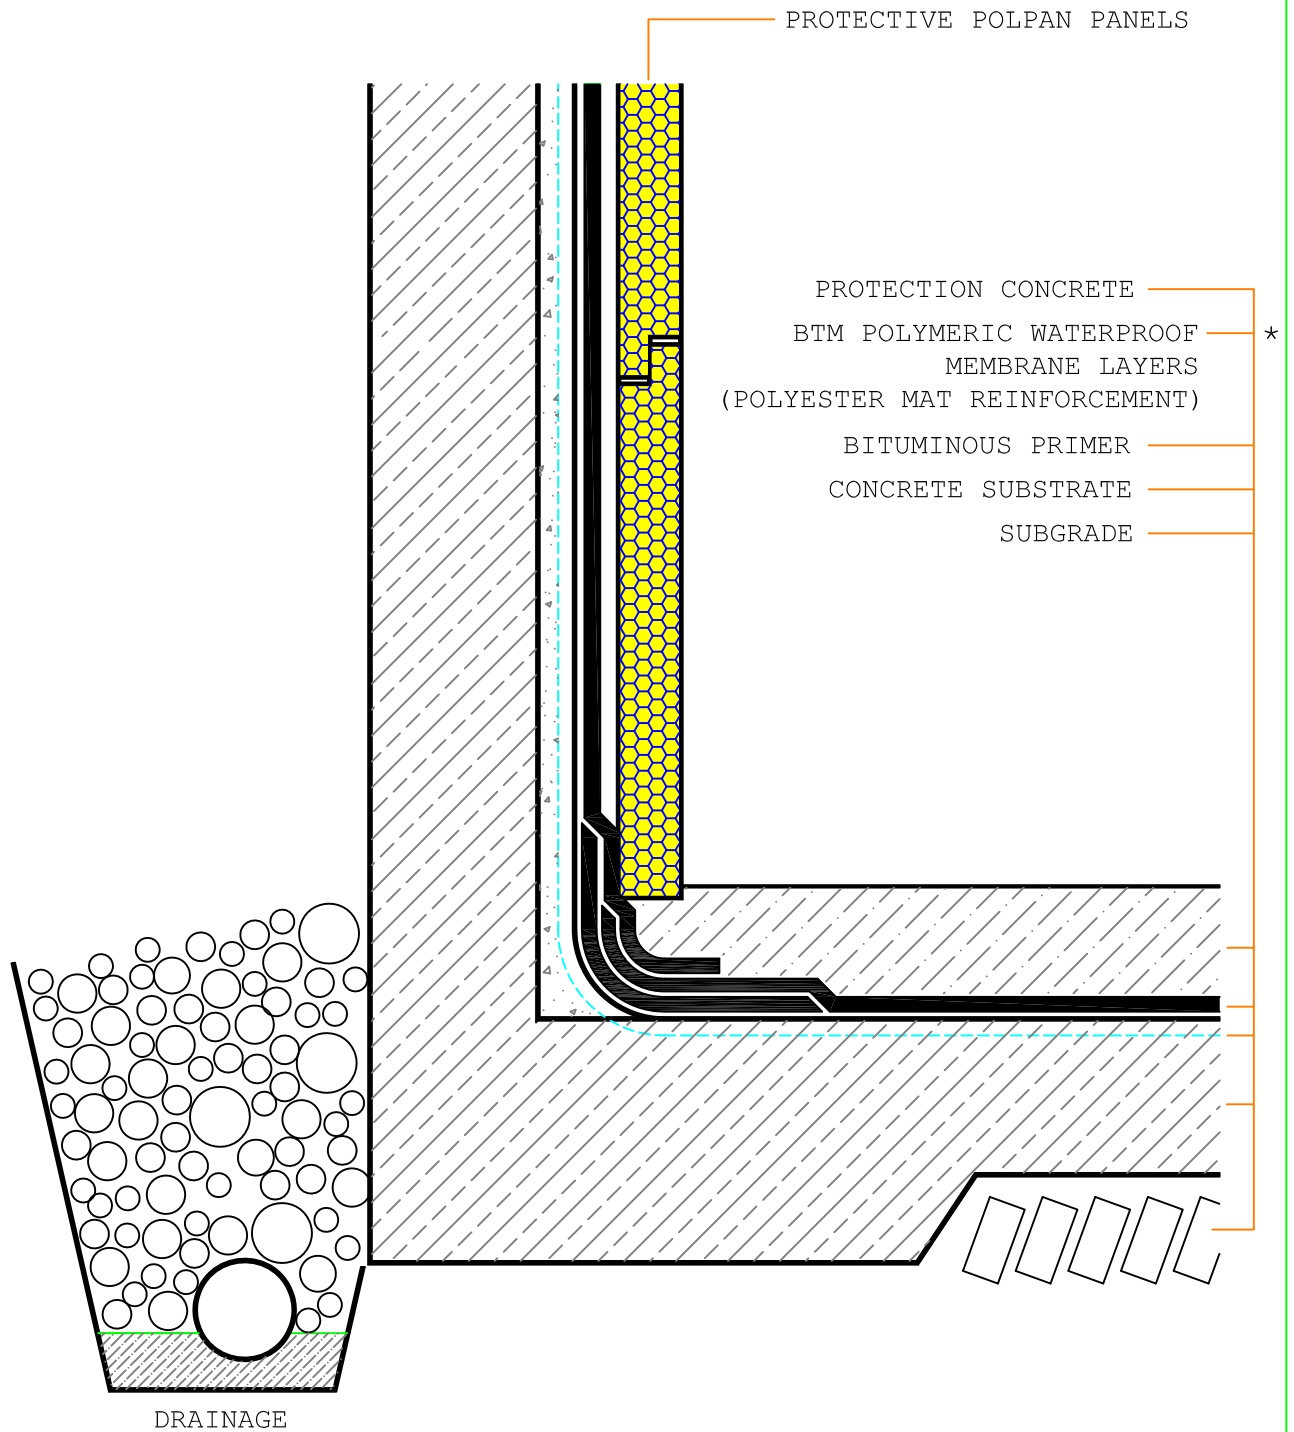 PROTECTIVE POLPAN PANELS
PROTECTION CONCRETE
BTM POLYMERIC WATERPROOF *
MEMBRANE LAYERS
(POLYESTER MAT REINFORCEMENT)
BITUMINOUS PRIMER
CONCRETE SUBSTRATE
SUBGRADE
DRAINAGE